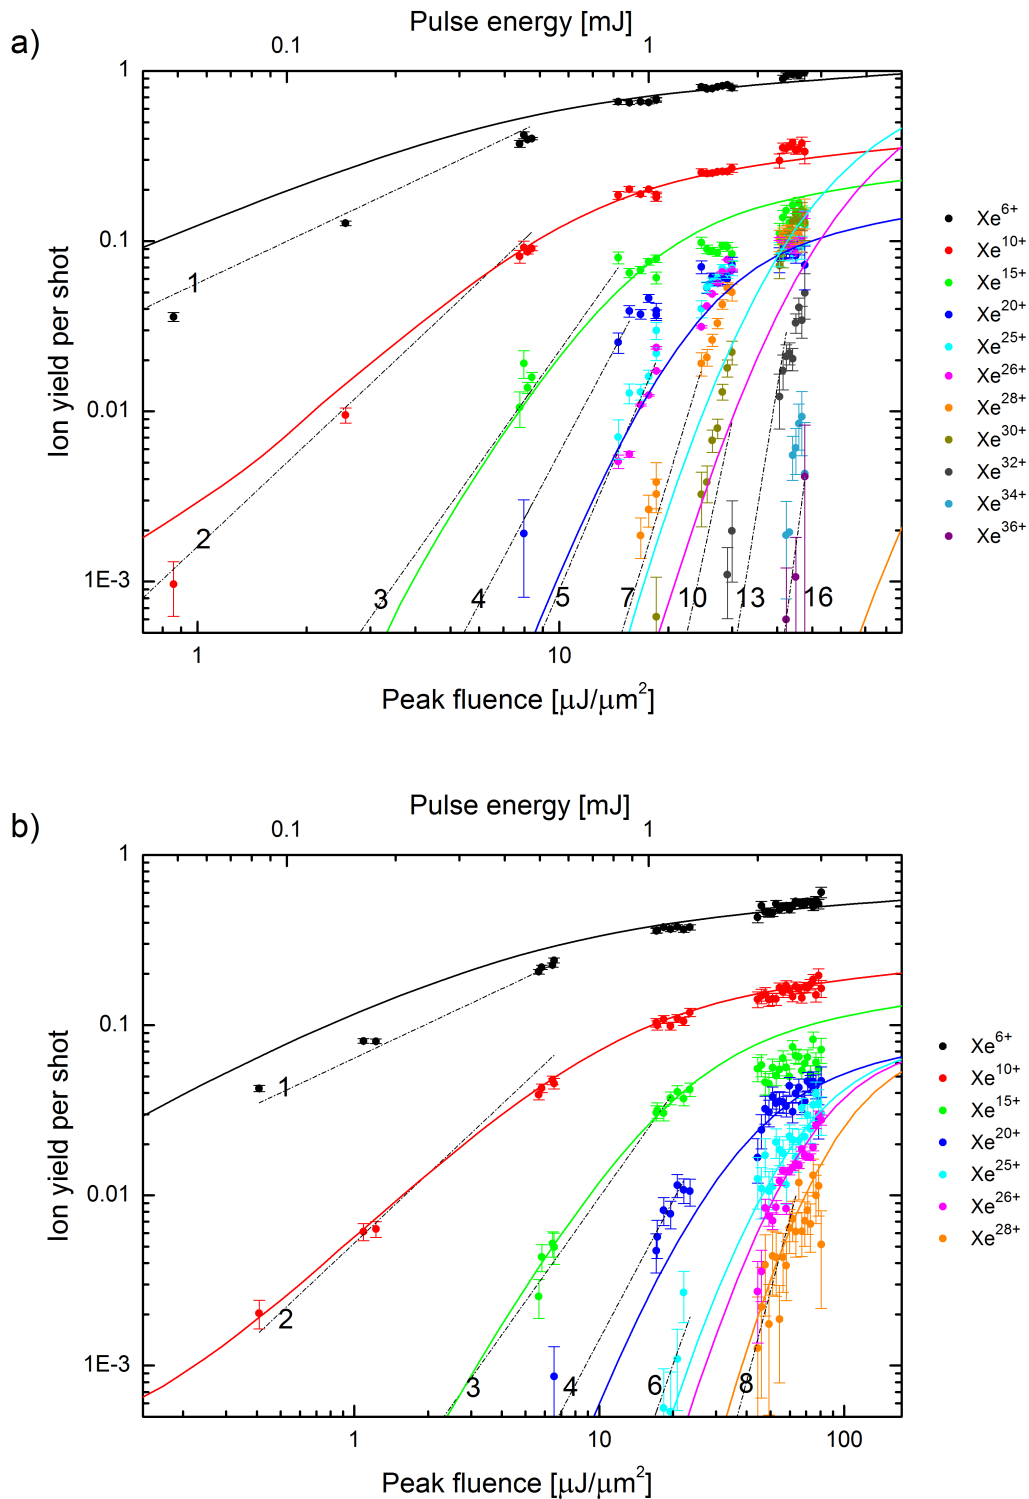 a)
Pulse energy [mJ]
0.1 1
1
0.1
0.01
1E-3
Ion yield per shot
1 2 3 4 5 7 10 13 16
1 10
Peak fluence [μJ/μm²]
Xe⁶⁺
Xe¹⁰⁺
Xe¹⁵⁺
Xe²⁰⁺
Xe²⁵⁺
Xe²⁶⁺
Xe²⁸⁺
Xe³⁰⁺
Xe³²⁺
Xe³⁴⁺
Xe³⁶⁺
b)
Pulse energy [mJ]
0.1 1
1
0.1
0.01
1E-3
Ion yield per shot
1 2 3 4 6 8
1 10 100
Peak fluence [μJ/μm²]
Xe⁶⁺
Xe¹⁰⁺
Xe¹⁵⁺
Xe²⁰⁺
Xe²⁵⁺
Xe²⁶⁺
Xe²⁸⁺